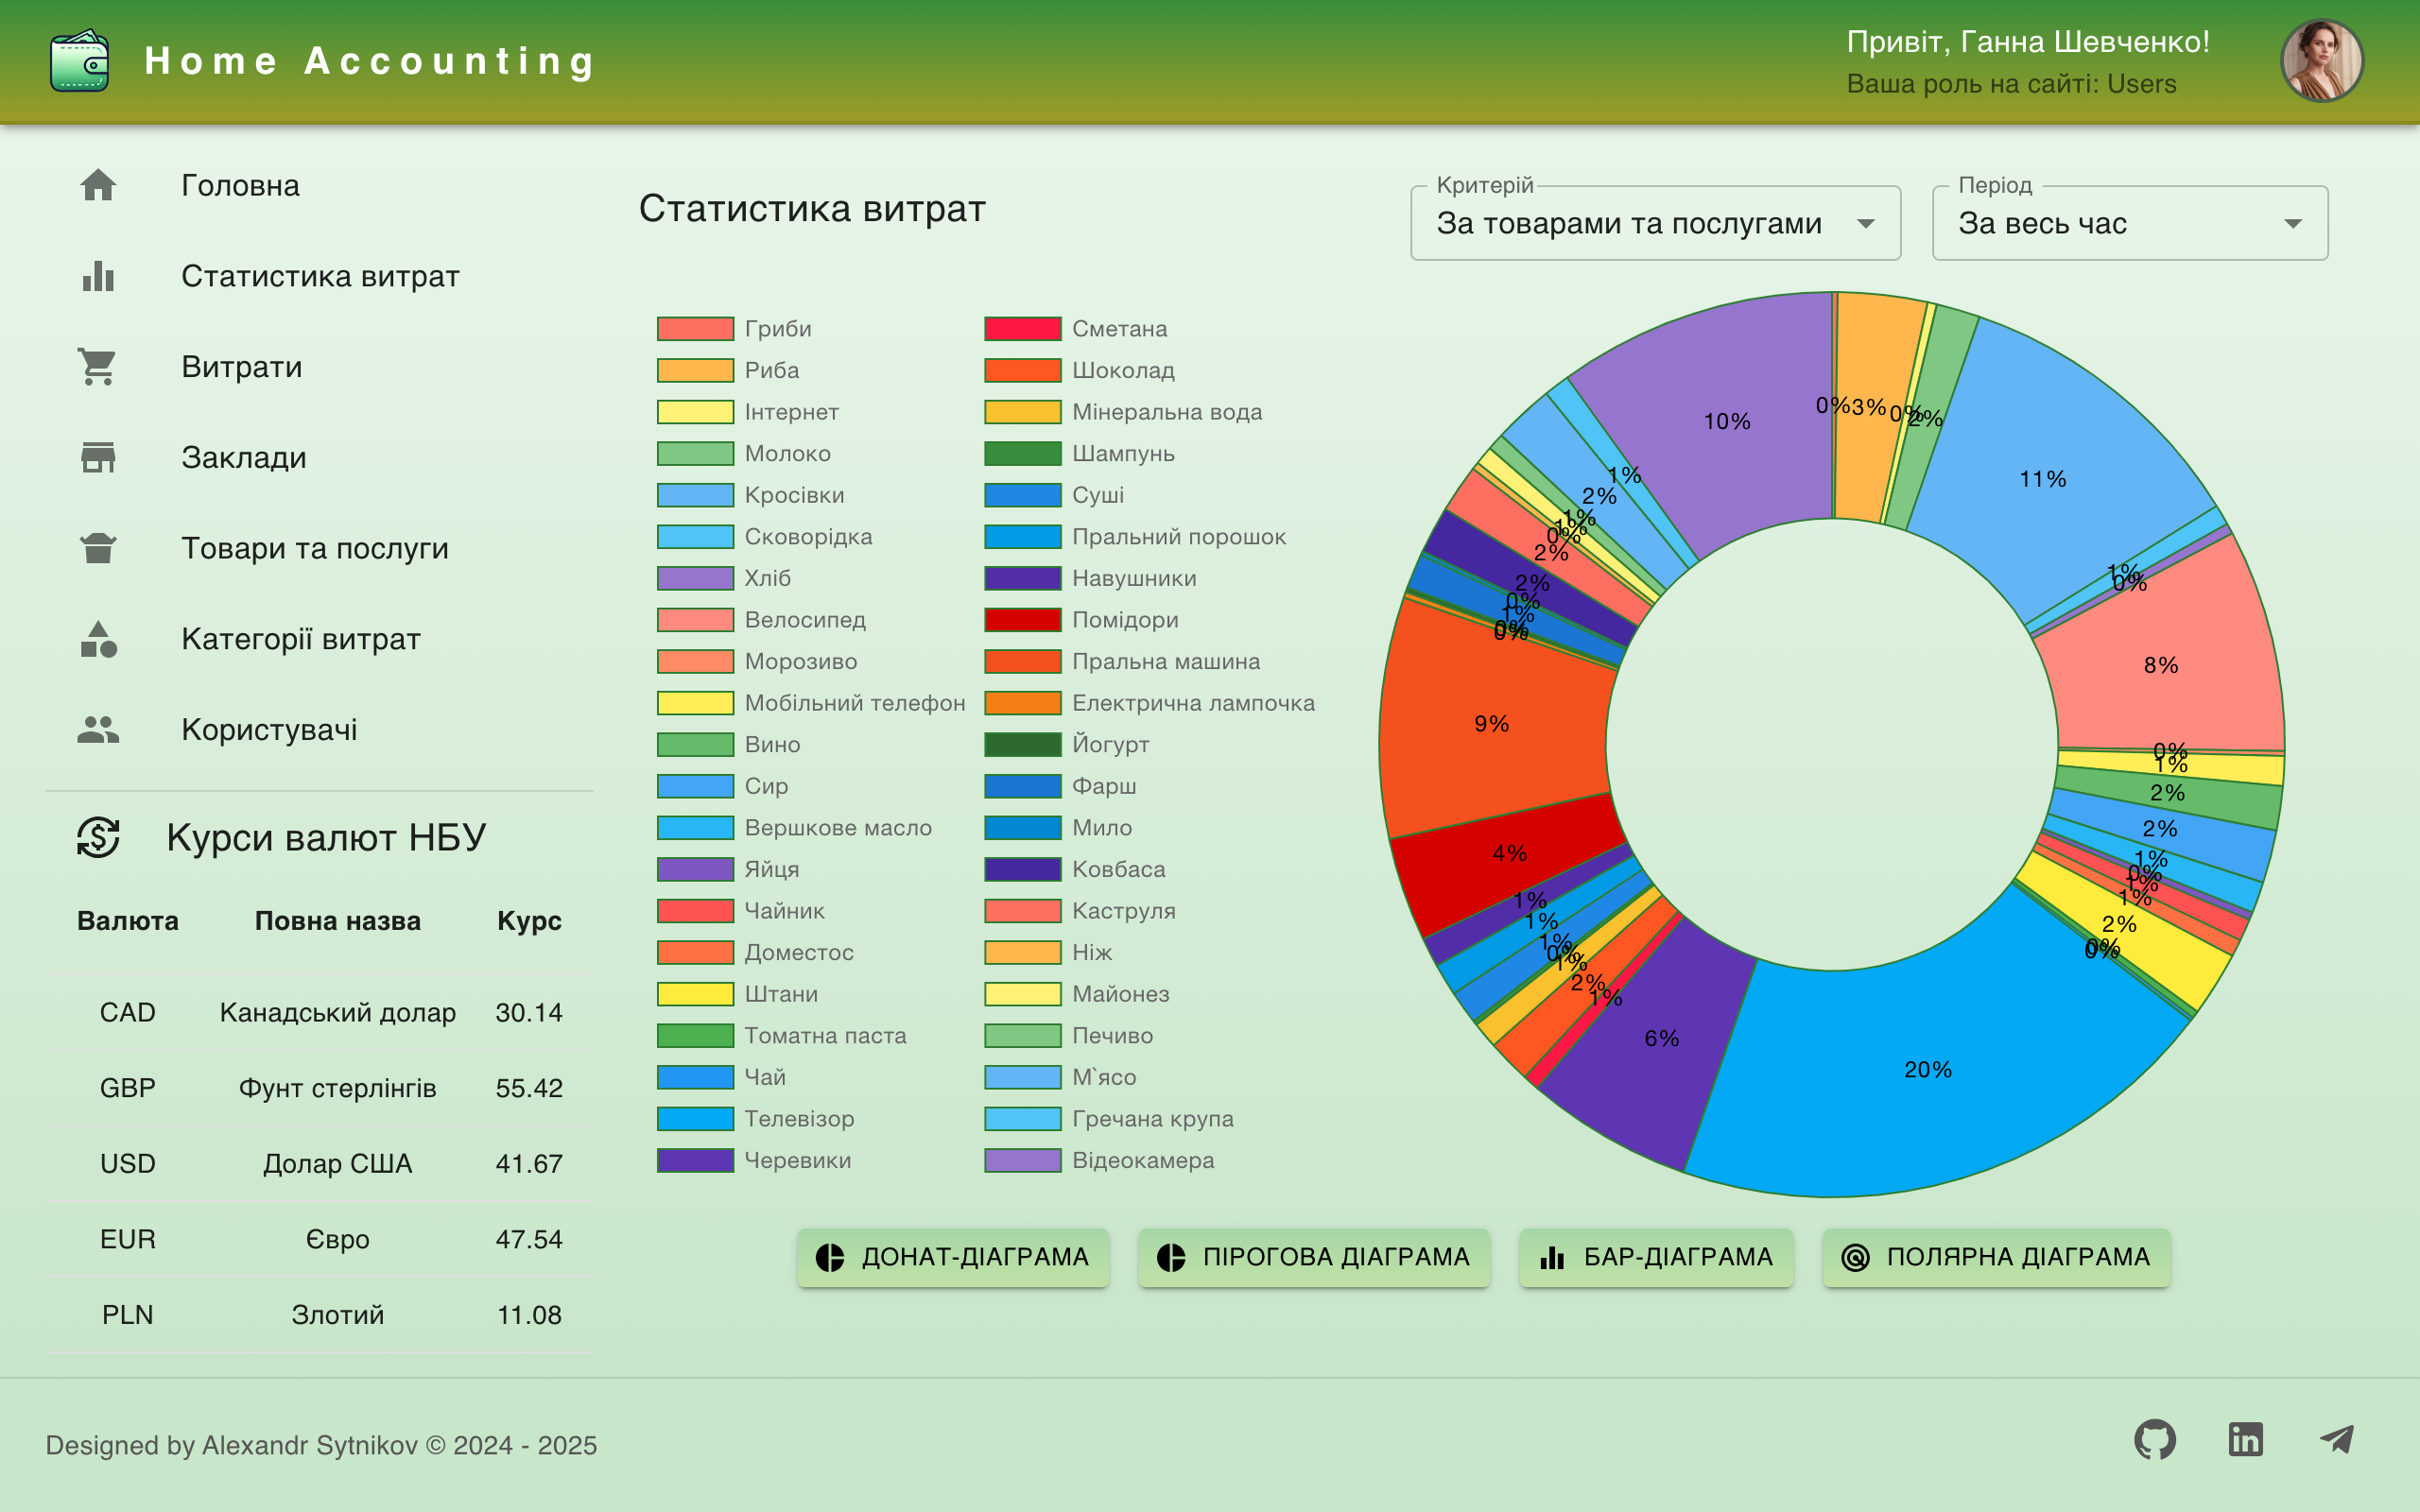 Home Accounting
Привіт, Ганна Шевченко!
Ваша роль на сайті: Users
Головна
Статистика витрат
Витрати
Заклади
Товари та послуги
Категорії витрат
Користувачі
Курси валют НБУ
Валюта Повна назва Курс
CAD Канадський долар 30.14
GBP Фунт стерлінгів 55.42
USD Долар США 41.67
EUR Євро 47.54
PLN Злотий 11.08
Статистика витрат
Критерій
За товарами та послугами
Період
За весь час
Гриби
Риба
Інтернет
Молоко
Кросівки
Сковорідка
Хліб
Велосипед
Морозиво
Мобільний телефон
Вино
Сир
Вершкове масло
Яйця
Чайник
Доместос
Штани
Томатна паста
Чай
Телевізор
Черевики
Сметана
Шоколад
Мінеральна вода
Шампунь
Суші
Пральний порошок
Навушники
Помідори
Пральна машина
Електрична лампочка
Йогурт
Фарш
Мило
Ковбаса
Каструля
Ніж
Майонез
Печиво
М`ясо
Гречана крупа
Відеокамера
0%
3%
0%
2%
11%
1%
0%
8%
0%
1%
2%
2%
1%
0%
1%
1%
2%
0%
0%
20%
6%
1%
2%
1%
0%
1%
1%
1%
4%
9%
0%
0%
1%
0%
2%
2%
0%
1%
1%
2%
1%
10%
ДОНАТ-ДІАГРАМА
ПІРОГОВА ДІАГРАМА
БАР-ДІАГРАМА
ПОЛЯРНА ДІАГРАМА
Designed by Alexandr Sytnikov © 2024 - 2025